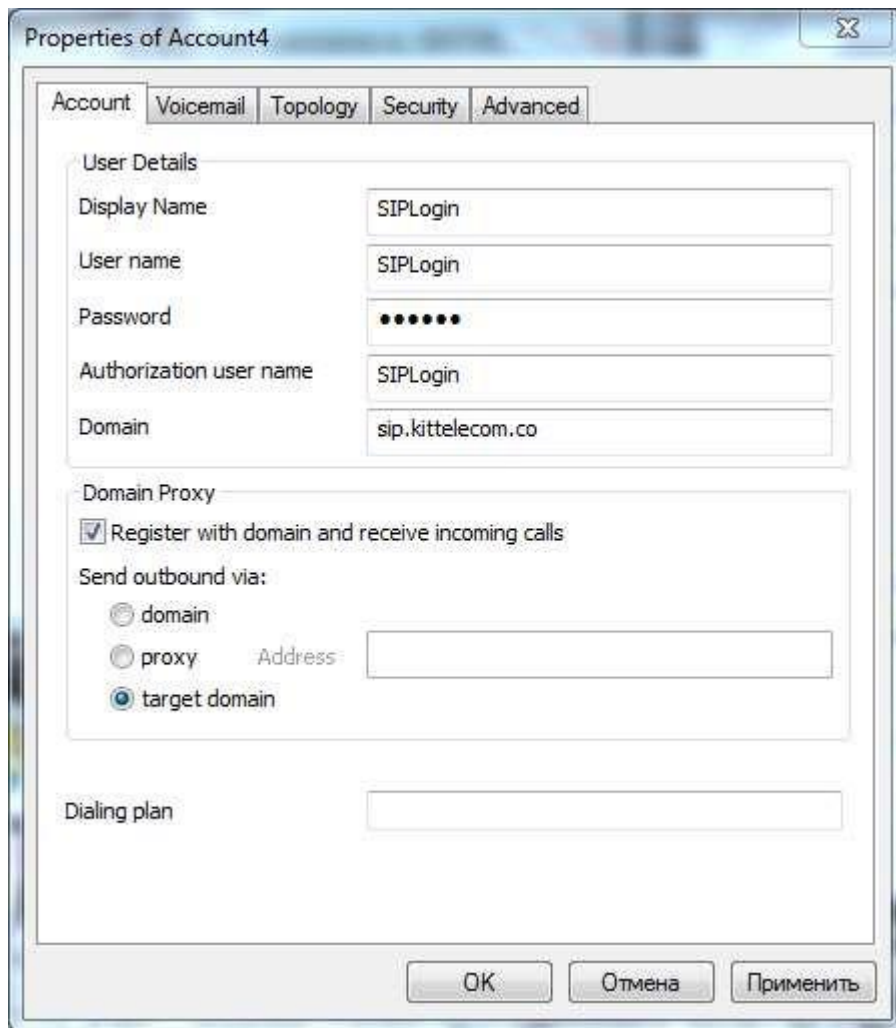 Properties of Account4
Account Voicemail Topology Security Advanced
User Details
Display Name SIPLogin
User name SIPLogin
Password ••••••
Authorization user name SIPLogin
Domain sip.kittelecom.co
Domain Proxy
Register with domain and receive incoming calls
Send outbound via:
domain
proxy Address
target domain
Dialing plan
OK Отмена Применить